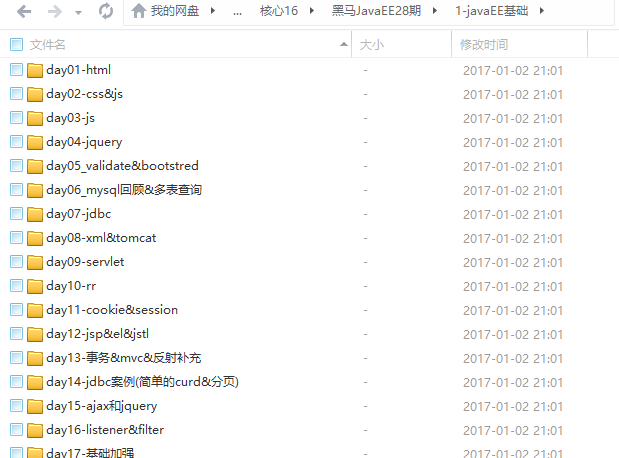 我的网盘 ... 核心16 黑马JavaEE28期 1-javaEE基础
文件名 大小 修改时间
day01-html - 2017-01-02 21:01
day02-css&js - 2017-01-02 21:01
day03-js - 2017-01-02 21:01
day04-jquery - 2017-01-02 21:01
day05_validate&bootstred - 2017-01-02 21:01
day06_mysql回顾&多表查询 - 2017-01-02 21:01
day07-jdbc - 2017-01-02 21:01
day08-xml&tomcat - 2017-01-02 21:01
day09-servlet - 2017-01-02 21:01
day10-rr - 2017-01-02 21:01
day11-cookie&session - 2017-01-02 21:01
day12-jsp&el&jstl - 2017-01-02 21:01
day13-事务&mvc&反射补充 - 2017-01-02 21:01
day14-jdbc案例(简单的curd&分页) - 2017-01-02 21:01
day15-ajax和jquery - 2017-01-02 21:01
day16-listener&filter - 2017-01-02 21:01
day17-基础加强 - 2017-01-02 21:01